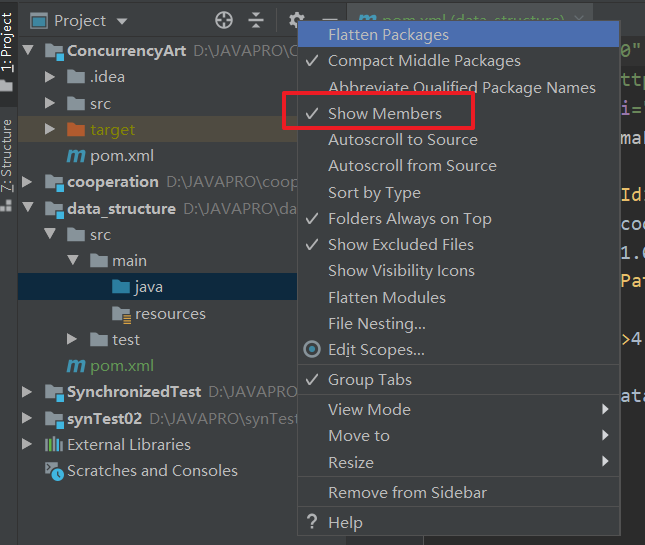 1: Project
Z: Structure
Project
pom.xml (data_structure)
ConcurrencyArt D:\JAVAPRO\C
.idea
src
target
pom.xml
cooperation D:\JAVAPRO\coop
data_structure D:\JAVAPRO\da
src
main
java
resources
test
pom.xml
SynchronizedTest D:\JAVAPRO\
synTest02 D:\JAVAPRO\synTest
External Libraries
Scratches and Consoles
Flatten Packages
Compact Middle Packages
Abbreviate Qualified Package Names
Show Members
Autoscroll to Source
Autoscroll from Source
Sort by Type
Folders Always on Top
Show Excluded Files
Show Visibility Icons
Flatten Modules
File Nesting...
Edit Scopes...
Group Tabs
View Mode
Move to
Resize
Remove from Sidebar
? Help
0"
ttp
i="
mal
Id>
coo
1.0
Pat
>4
ata